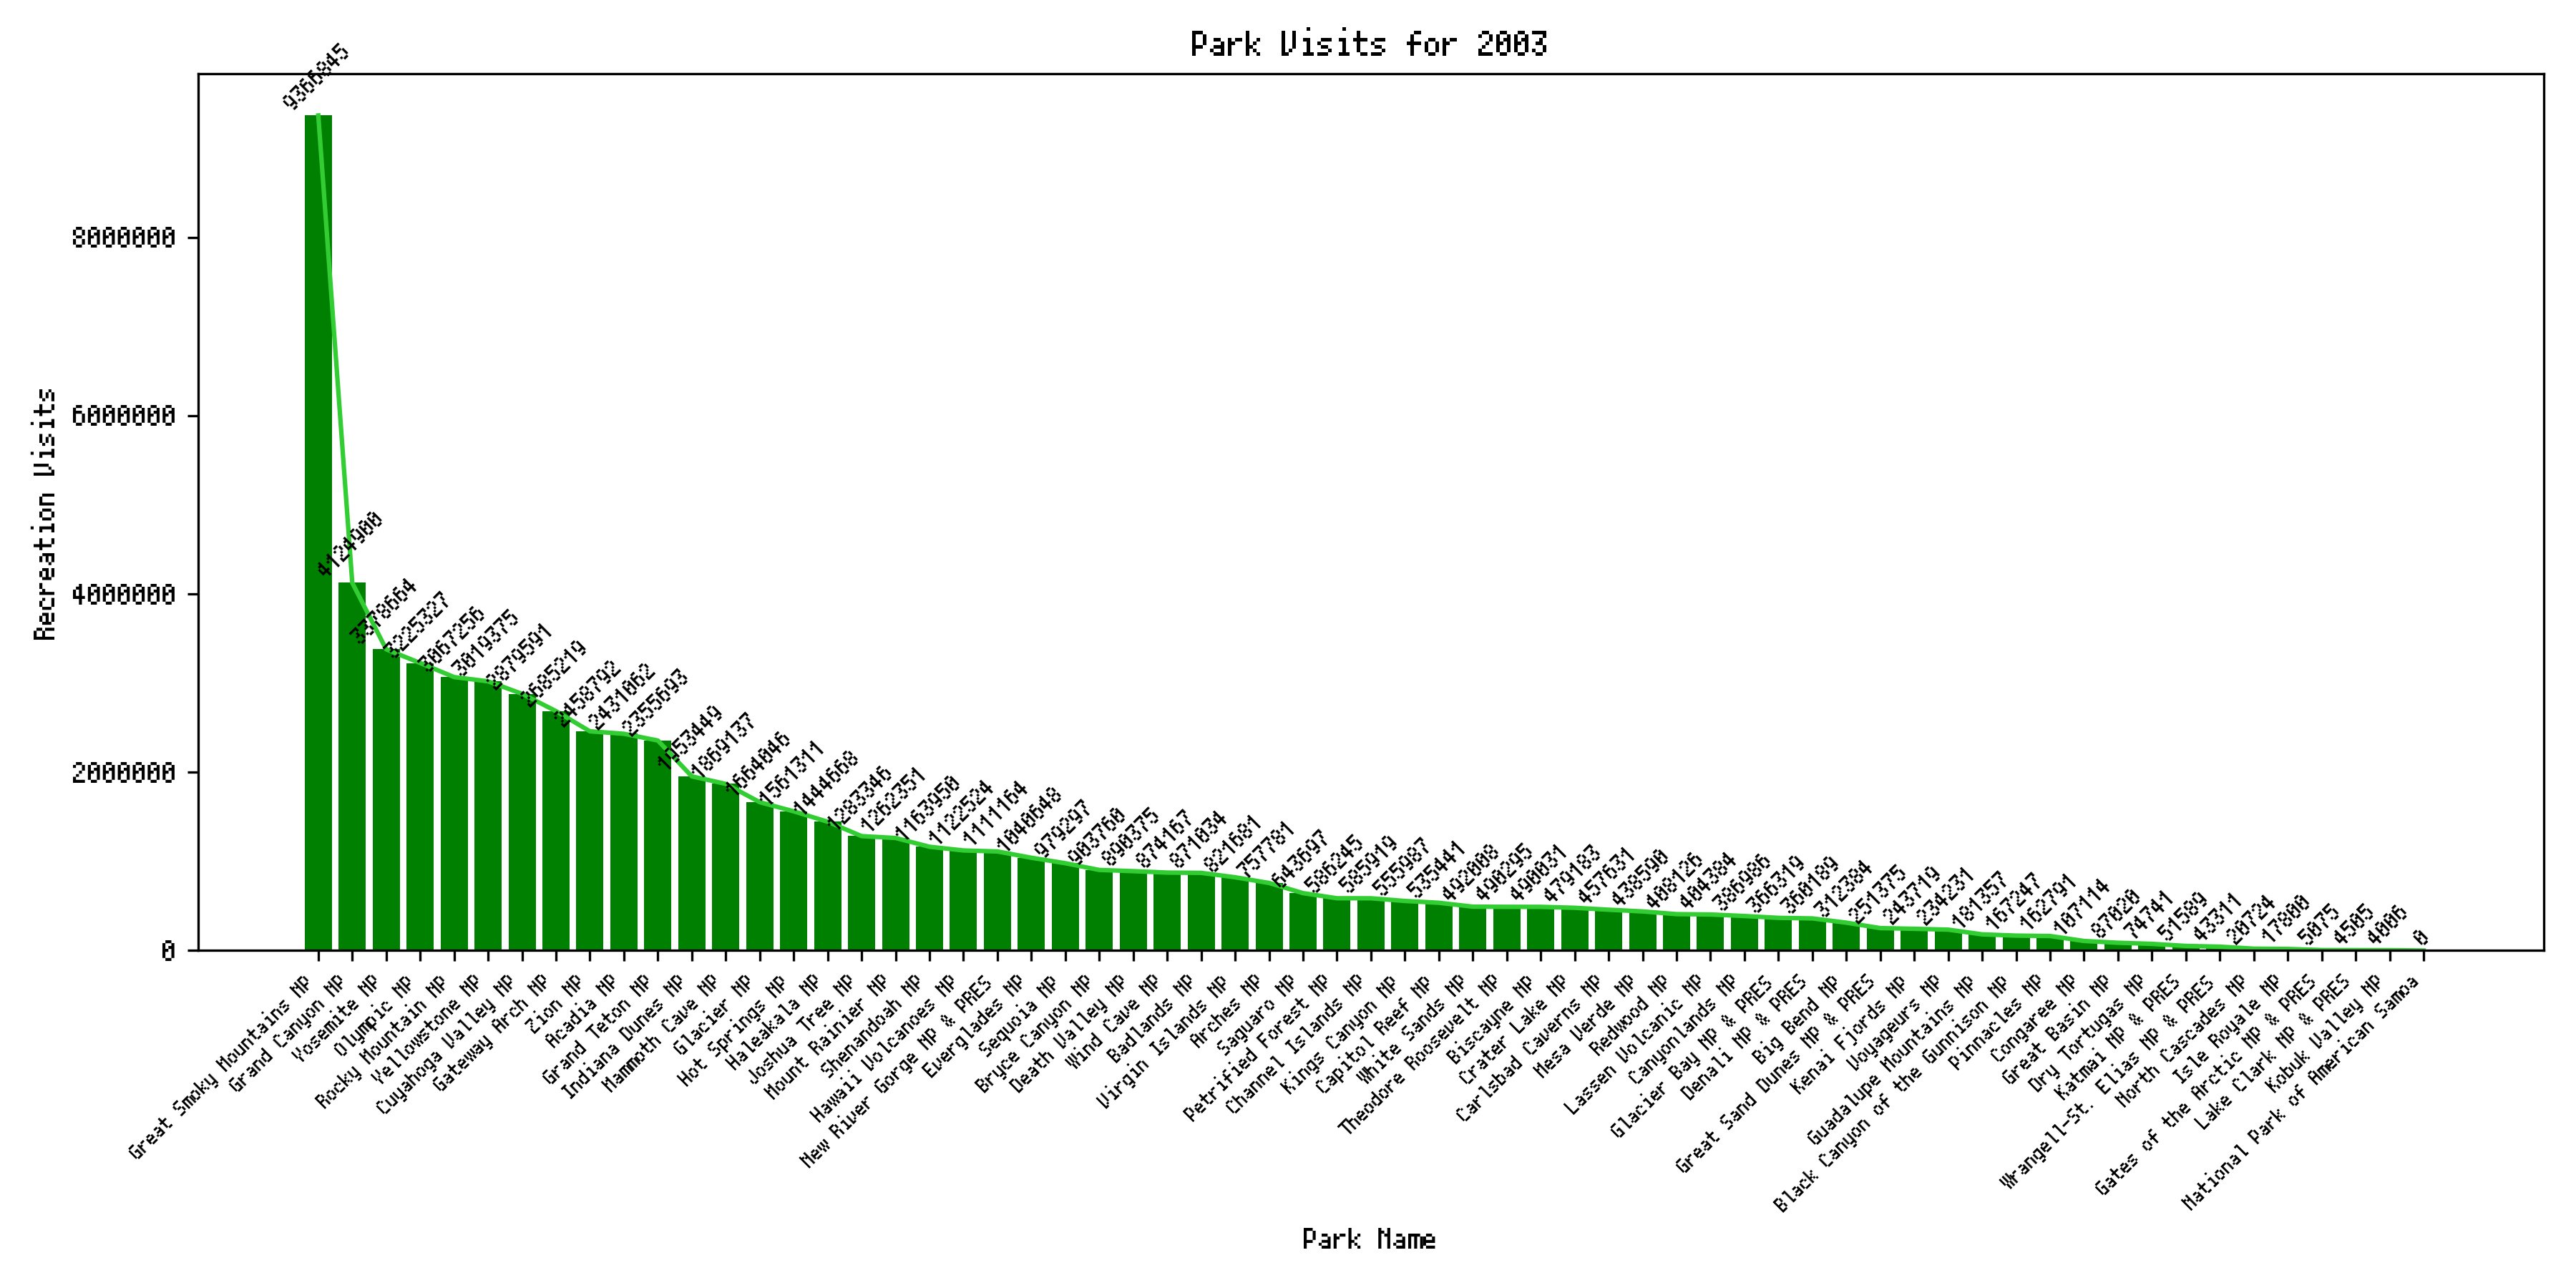 Park Visits for 2003
Recreation Visits
8000000
6000000
4000000
2000000
0
9366845
4124900
3378664
3225327
3067256
3019375
2879591
2685219
2458792
2431062
2355693
1953449
1869137
1664046
1561311
1444668
1283346
1262351
1163950
1122524
1111164
1040648
979297
903760
890375
874167
871034
821681
757781
643697
586245
585919
555987
535441
492008
490295
490031
479183
457631
438590
408126
404384
386986
366319
360189
312384
251375
243719
234231
181357
167247
162791
107114
87020
74741
51589
43311
20724
17800
5075
4505
4006
0
Great Smoky Mountains NP
Grand Canyon NP
Yosemite NP
Olympic NP
Rocky Mountain NP
Yellowstone NP
Cuyahoga Valley NP
Gateway Arch NP
Zion NP
Acadia NP
Grand Teton NP
Indiana Dunes NP
Mammoth Cave NP
Glacier NP
Hot Springs NP
Haleakala NP
Joshua Tree NP
Mount Rainier NP
Shenandoah NP
Hawaii Volcanoes NP
New River Gorge NP & PRES
Everglades NP
Sequoia NP
Bryce Canyon NP
Death Valley NP
Wind Cave NP
Badlands NP
Virgin Islands NP
Arches NP
Saguaro NP
Petrified Forest NP
Channel Islands NP
Kings Canyon NP
Capitol Reef NP
White Sands NP
Theodore Roosevelt NP
Biscayne NP
Crater Lake NP
Carlsbad Caverns NP
Mesa Verde NP
Redwood NP
Lassen Volcanic NP
Canyonlands NP
Glacier Bay NP & PRES
Denali NP & PRES
Big Bend NP
Great Sand Dunes NP & PRES
Kenai Fjords NP
Voyageurs NP
Guadalupe Mountains NP
Black Canyon of the Gunnison NP
Pinnacles NP
Congaree NP
Great Basin NP
Dry Tortugas NP
Katmai NP & PRES
Wrangell-St. Elias NP & PRES
North Cascades NP
Isle Royale NP
Gates of the Arctic NP & PRES
Lake Clark NP & PRES
Kobuk Valley NP
National Park of American Samoa
Park Name